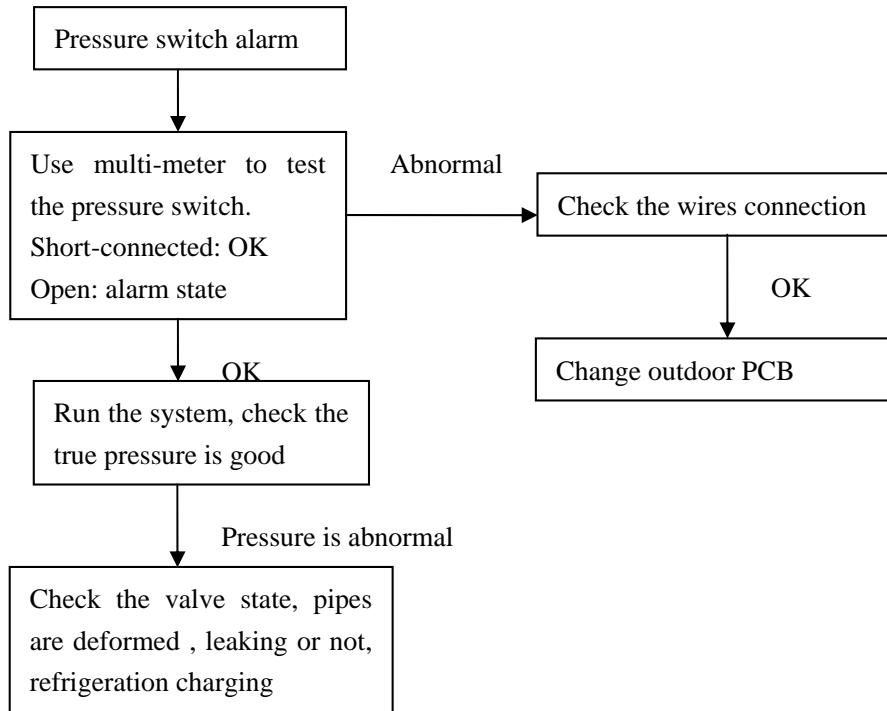 Pressure switch alarm
Use multi-meter to test
the pressure switch.
Short-connected: OK
Open: alarm state
Abnormal
Check the wires connection
OK
Change outdoor PCB
OK
Run the system, check the
true pressure is good
Pressure is abnormal
Check the valve state, pipes
are deformed , leaking or not,
refrigeration charging